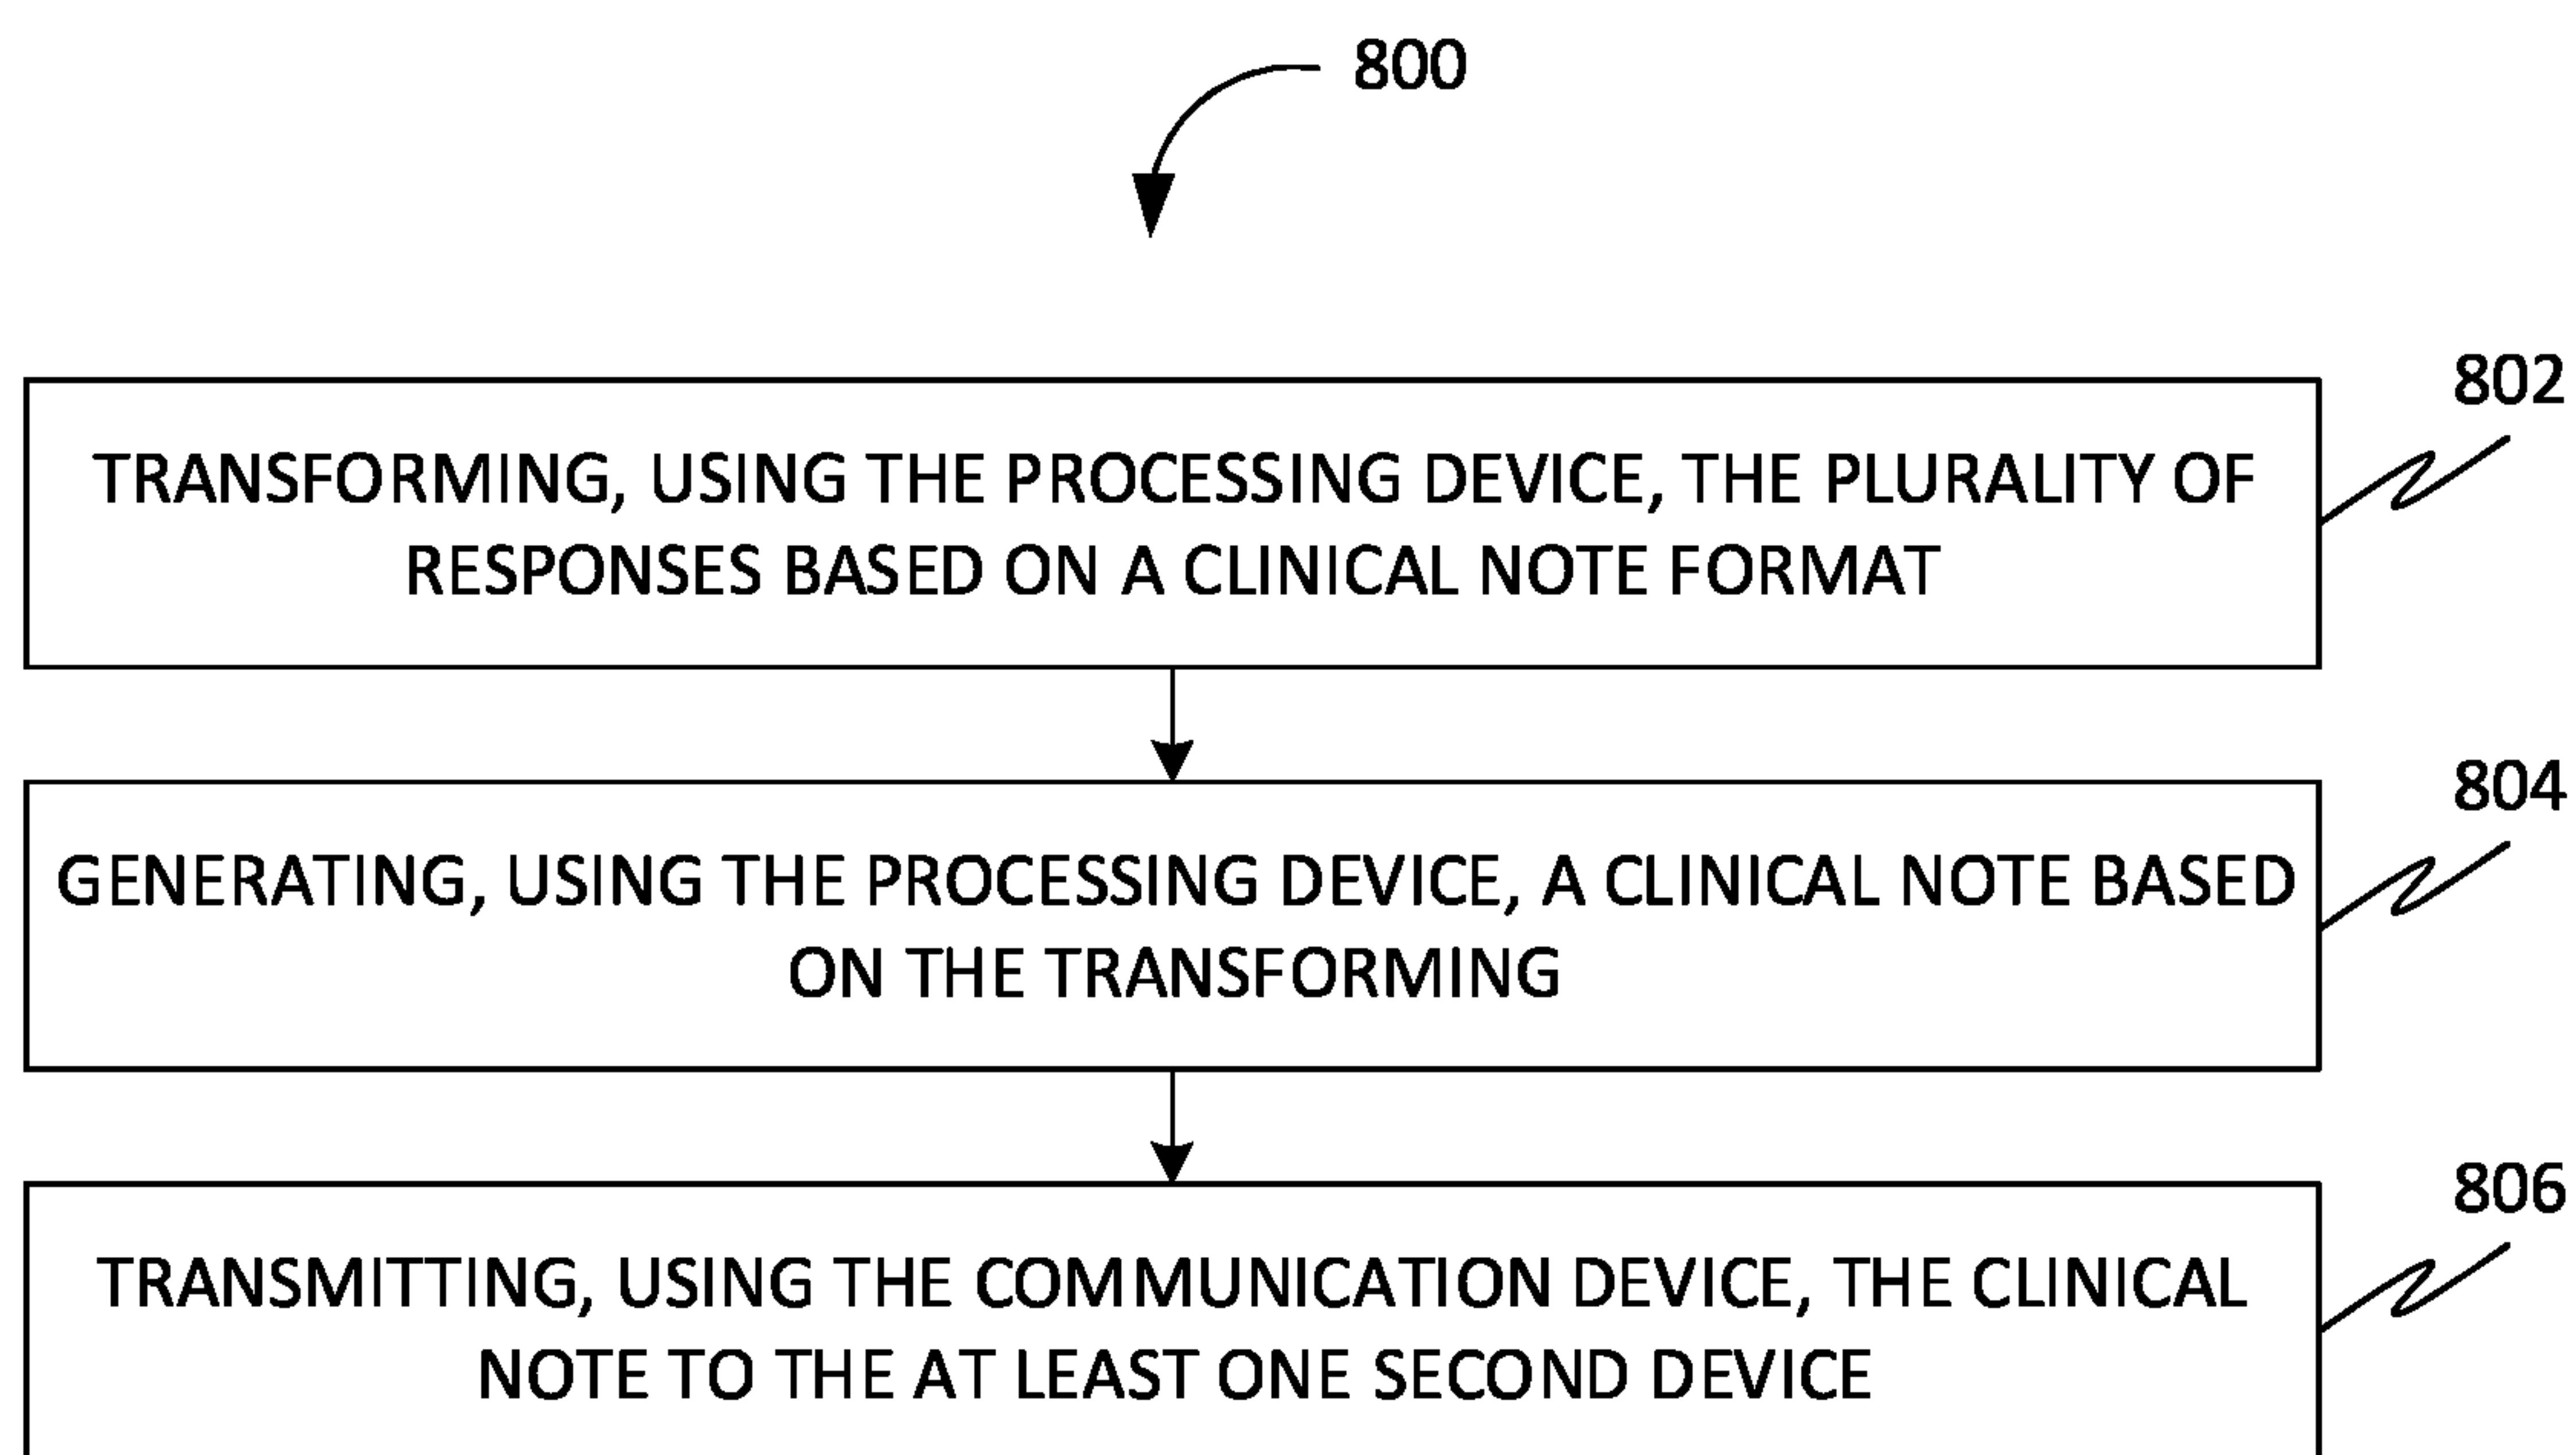 800
802
TRANSFORMING, USING THE PROCESSING DEVICE, THE PLURALITY OF
RESPONSES BASED ON A CLINICAL NOTE FORMAT
804
GENERATING, USING THE PROCESSING DEVICE, A CLINICAL NOTE BASED
ON THE TRANSFORMING
806
TRANSMITTING, USING THE COMMUNICATION DEVICE, THE CLINICAL
NOTE TO THE AT LEAST ONE SECOND DEVICE